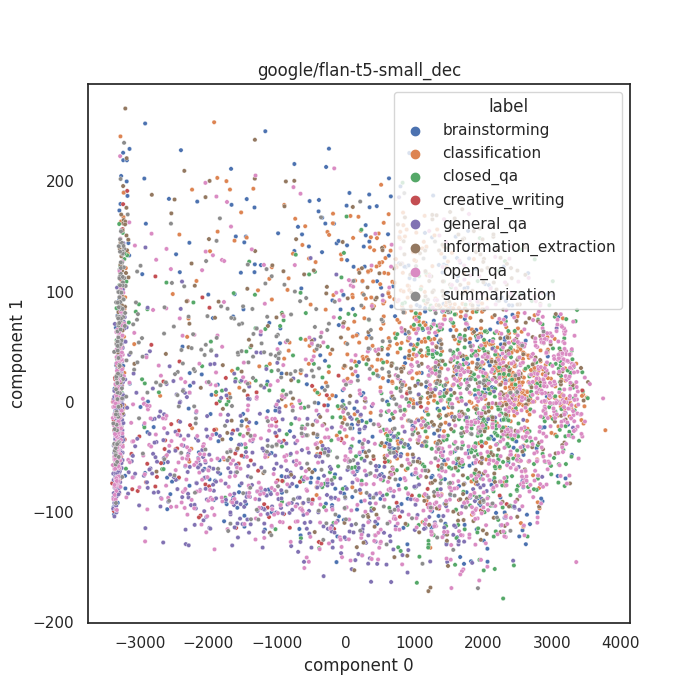 google/flan-t5-small_dec
label
brainstorming
classification
closed_qa
creative_writing
general_qa
information_extraction
open_qa
summarization
component 1
200
100
0
−100
−200
−3000 −2000 −1000 0 1000 2000 3000 4000
component 0